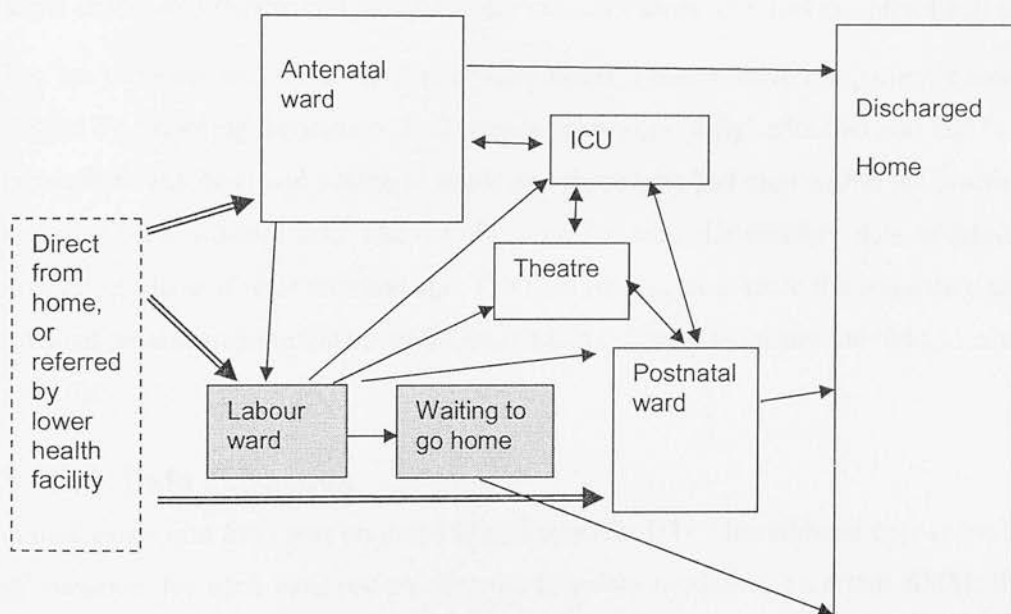 Antenatal
ward
Discharged
Home
ICU
Direct
from
home,
or
referred
by
lower
health
facility
Theatre
Postnatal
ward
Labour
ward
Waiting to
go home